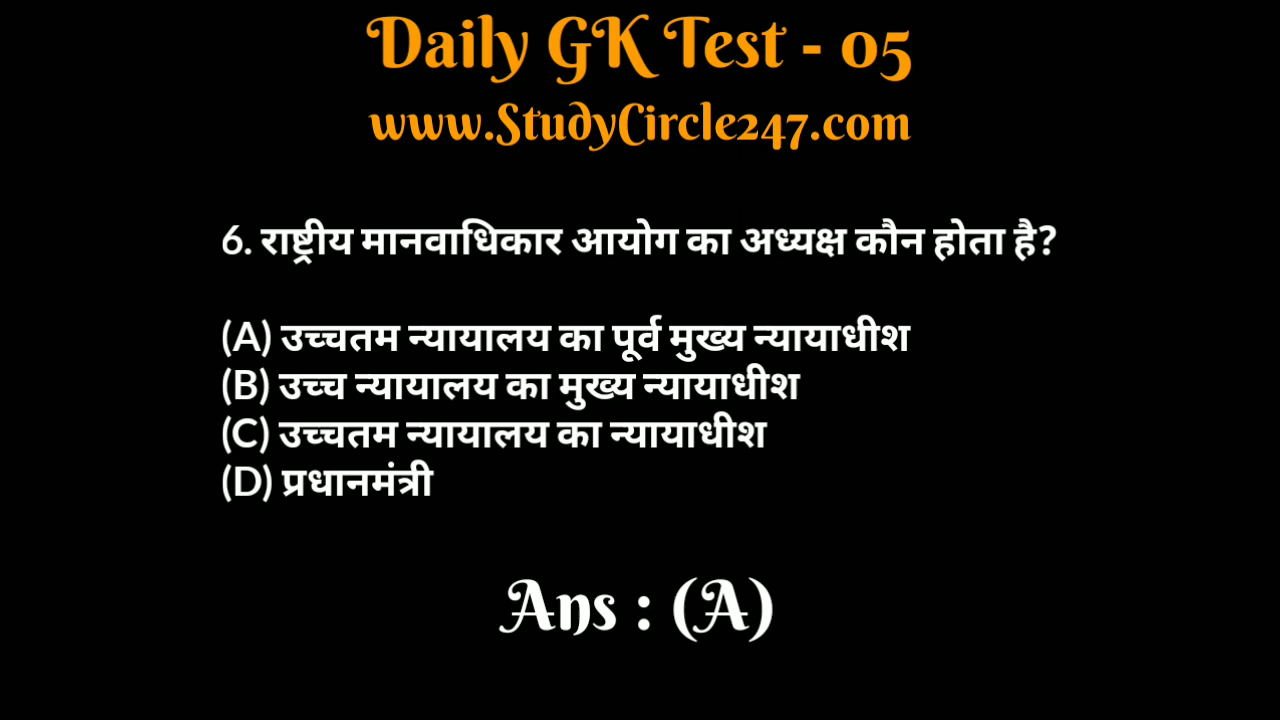 Daily GK Test - 05
www.StudyCircle247.com
6. राष्ट्रीय मानवाधिकार आयोग का अध्यक्ष कौन होता है?
(A) उच्चतम न्यायालय का पूर्व मुख्य न्यायाधीश
(B) उच्च न्यायालय का मुख्य न्यायाधीश
(C) उच्चतम न्यायालय का न्यायाधीश
(D) प्रधानमंत्री
Ans : (A)